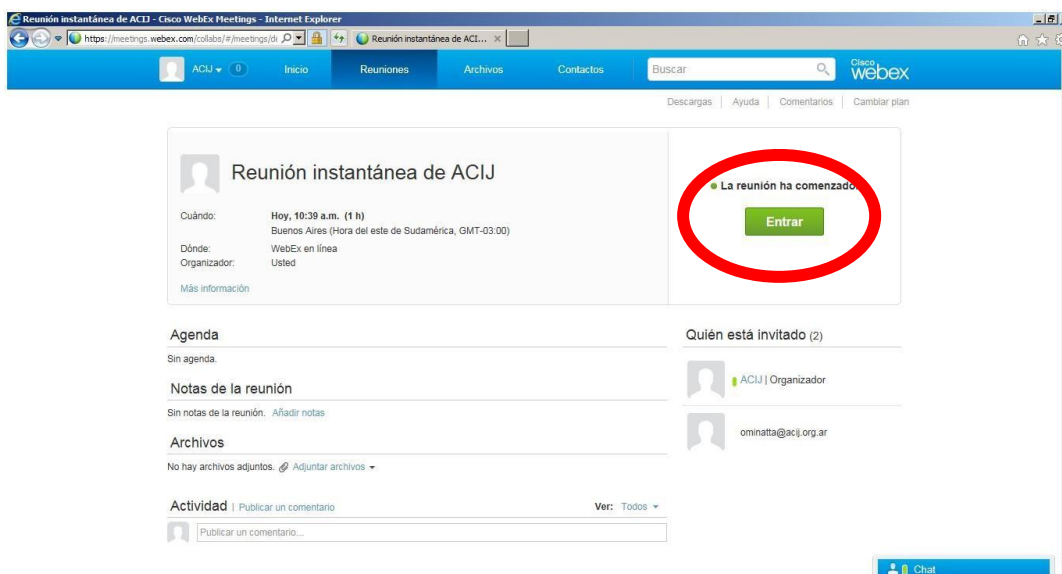 Reunión instantánea de ACIJ - Cisco WebEx Meetings - Internet Explorer
https://meetings.webex.com/collabs/#/meetings/de Reunión instantánea de ACI...
ACIJ 0 Inicio Reuniones Archivos Contactos Buscar Cisco webex
Descargas | Ayuda | Comentarios | Cambiar plan
Reunión instantánea de ACIJ
La reunión ha comenzado.
Entrar
Cuándo: Hoy, 10:39 a.m. (1 h)
Buenos Aires (Hora del este de Sudamérica, GMT-03:00)
Dónde: WebEx en línea
Organizador: Usted
Más información
Agenda
Sin agenda.
Notas de la reunión
Sin notas de la reunión. Añadir notas
Archivos
No hay archivos adjuntos. Adjuntar archivos
Actividad | Publicar un comentario Ver: Todos
Publicar un comentario...
Quién está invitado (2)
ACIJ | Organizador
ominatta@acij.org.ar
Chat